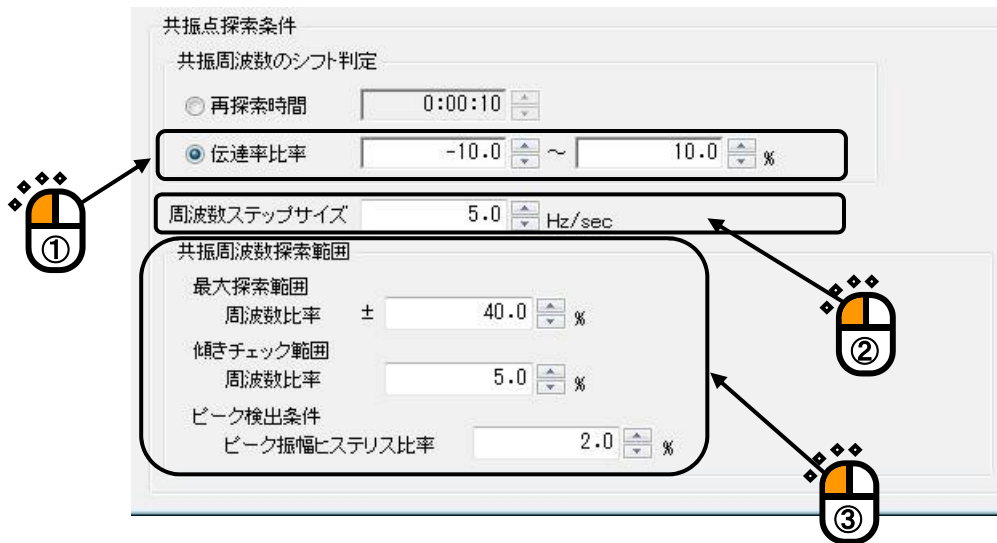 共振点探索条件
共振周波数のシフト判定
再探索時間 0:00:10
伝達率比率 -10.0 ～ 10.0 %
①
周波数ステップサイズ 5.0 Hz/sec
共振周波数探索範囲
最大探索範囲
周波数比率 ± 40.0 %
②
傾きチェック範囲
周波数比率 5.0 %
ピーク検出条件
ピーク振幅ヒステリス比率 2.0 %
③